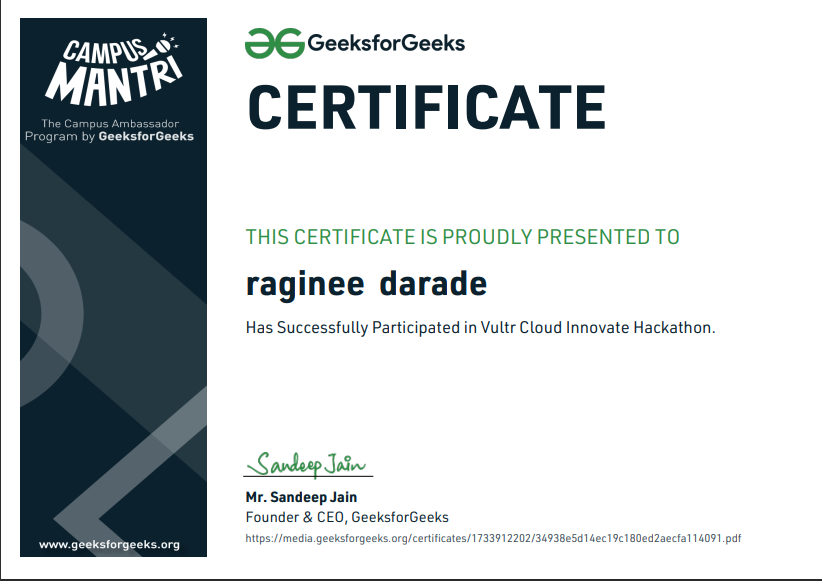 CAMPUS
MANTRI
The Campus Ambassador
Program by GeeksforGeeks
GeeksforGeeks
CERTIFICATE
THIS CERTIFICATE IS PROUDLY PRESENTED TO
raginee darade
Has Successfully Participated in Vultr Cloud Innovate Hackathon.
Sandeep Jain
Mr. Sandeep Jain
Founder & CEO, GeeksforGeeks
https://media.geeksforgeeks.org/certificates/1733912202/34938e5d14ec19c180ed2aecfa114091.pdf
www.geeksforgeeks.org